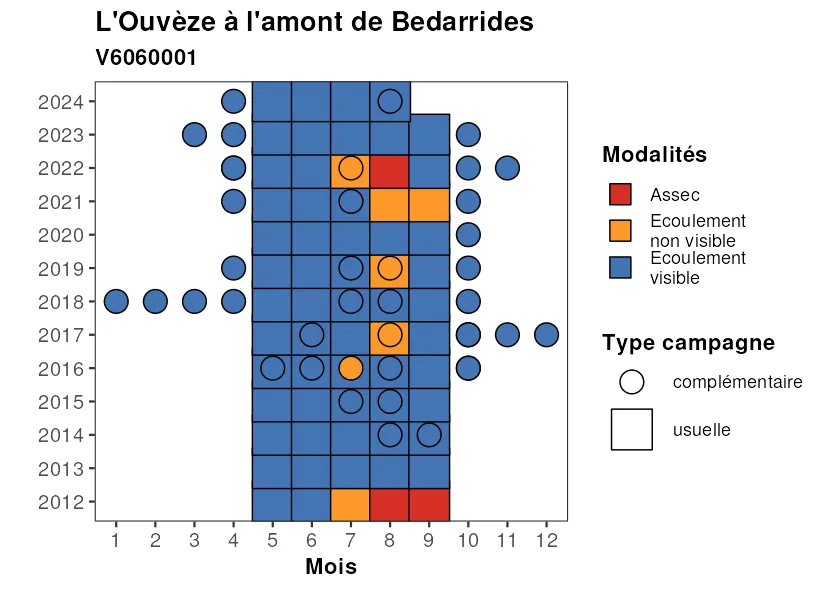 L'Ouvèze à l'amont de Bedarrides
V6060001
2024
2023
2022
2021
2020
2019
2018
2017
2016
2015
2014
2013
2012
1 2 3 4 5 6 7 8 9 10 11 12
Mois
Modalités
Assec
Ecoulement
non visible
Ecoulement
visible
Type campagne
complémentaire
usuelle